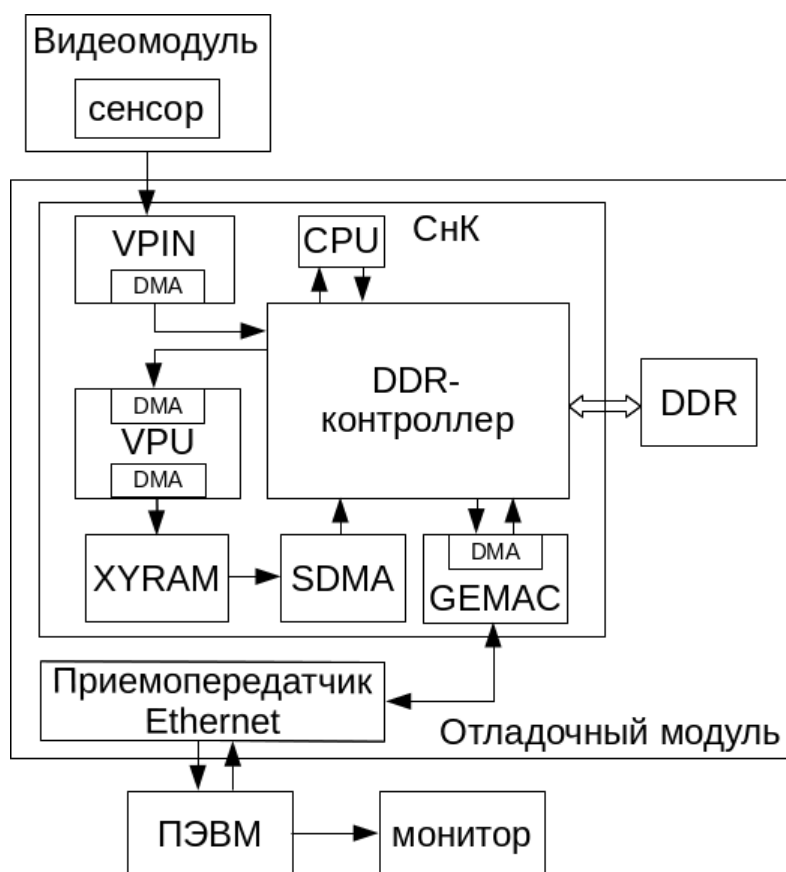 Видеомодуль
сенсор
VPIN
DMA
CPU
СнК
DDR-
контроллер
DDR
DMA
VPU
DMA
XYRAM
SDMA
DMA
GEMAC
Приемопередатчик
Ethernet
Отладочный модуль
ПЭВМ
монитор